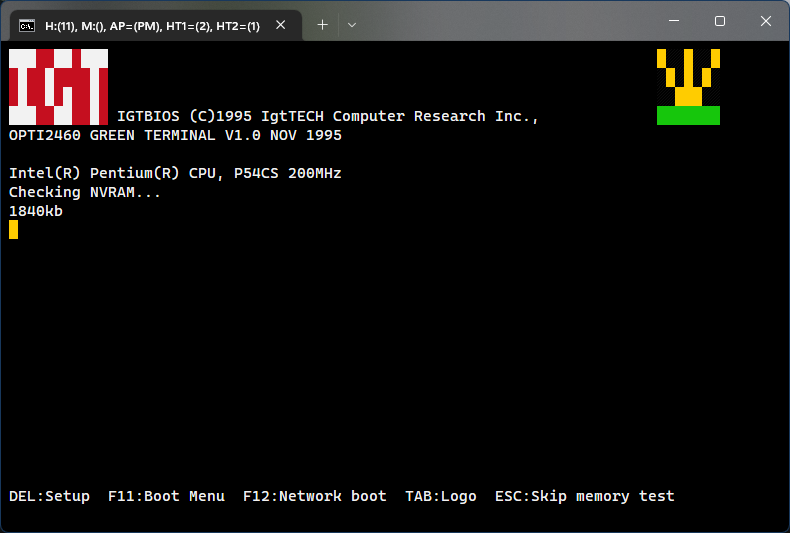 H:(11), M:(), AP=(PM), HT1=(2), HT2=(1)
IGT
IGTBIOS (C)1995 IgtTECH Computer Research Inc.,
OPTI2460 GREEN TERMINAL V1.0 NOV 1995
Intel(R) Pentium(R) CPU, P54CS 200MHz
Checking NVRAM...
1840kb
DEL:Setup F11:Boot Menu F12:Network boot TAB:Logo ESC:Skip memory test